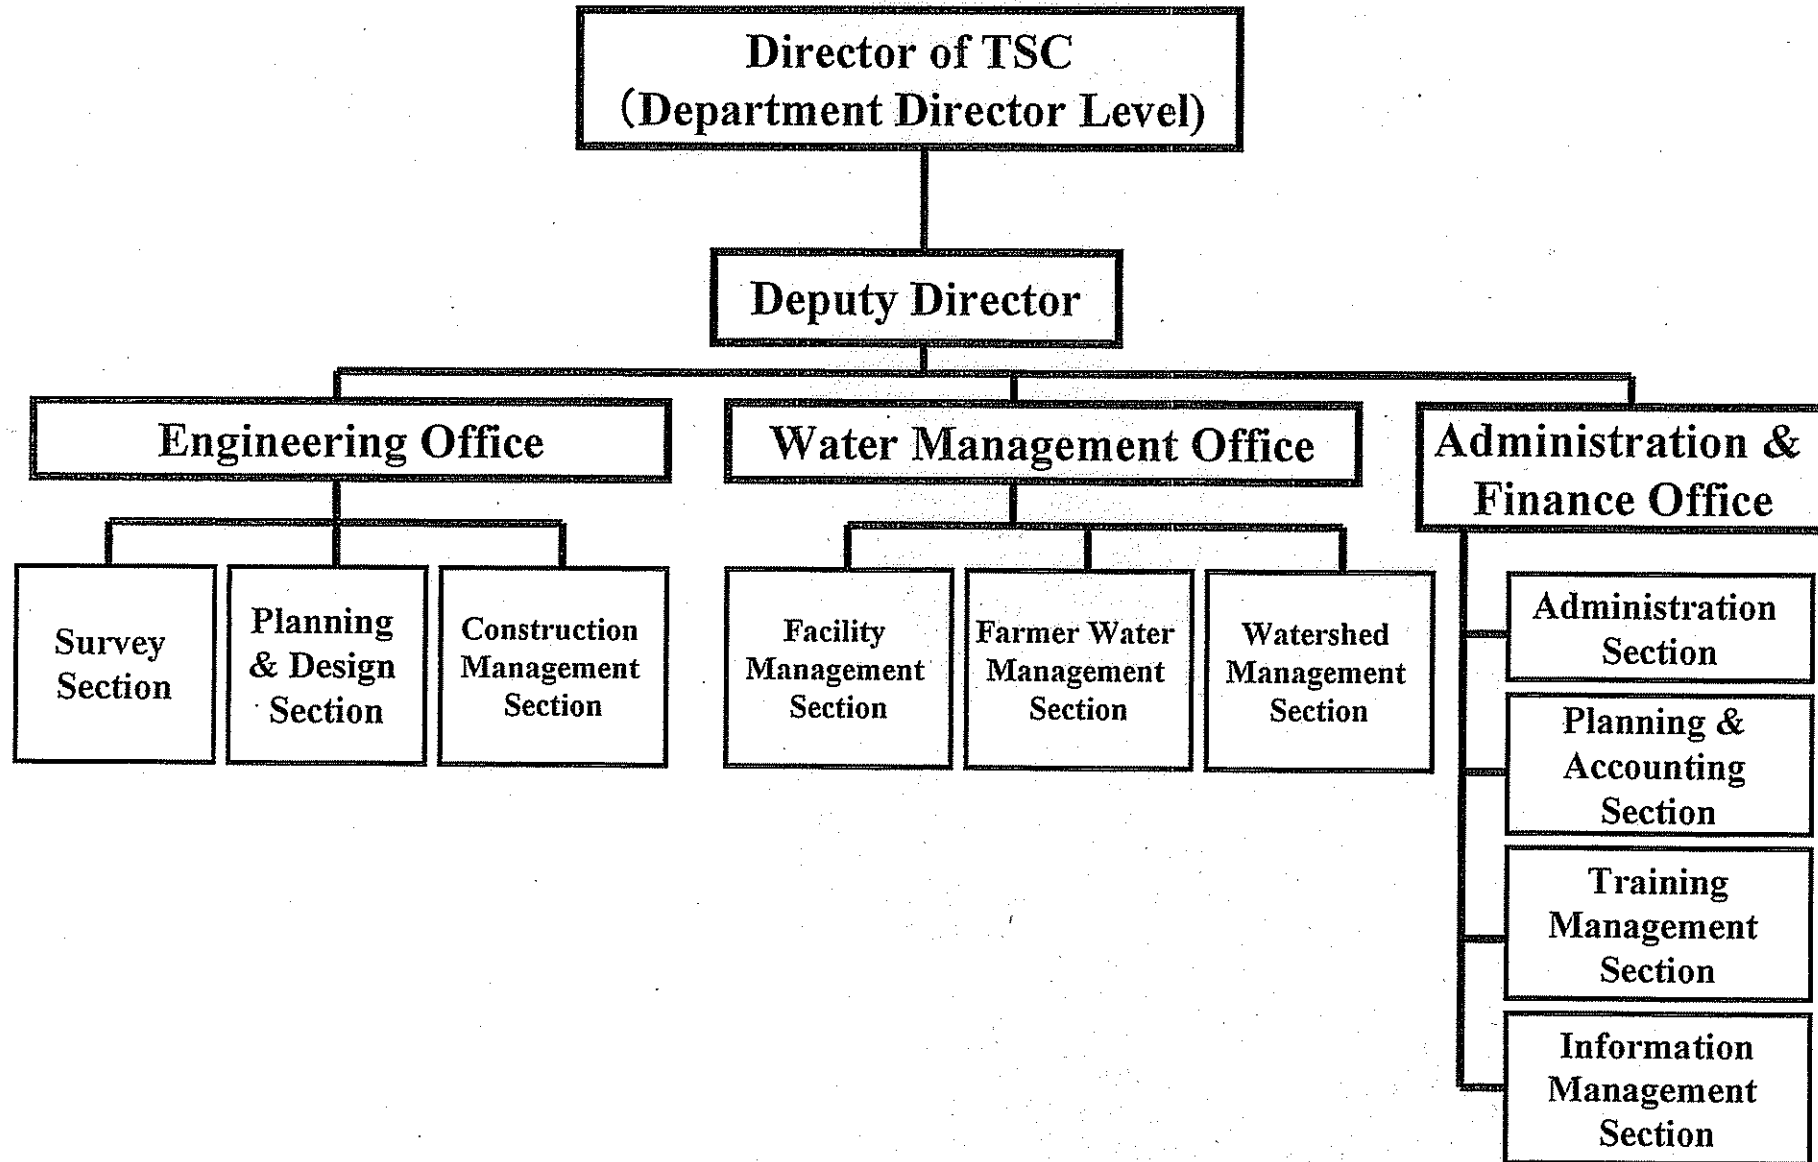 Director of TSC
(Department Director Level)
Deputy Director
Engineering Office
Water Management Office
Administration &
Finance Office
Survey
Section
Planning
& Design
Section
Construction
Management
Section
Facility
Management
Section
Farmer Water
Management
Section
Watershed
Management
Section
Administration
Section
Planning &
Accounting
Section
Training
Management
Section
Information
Management
Section